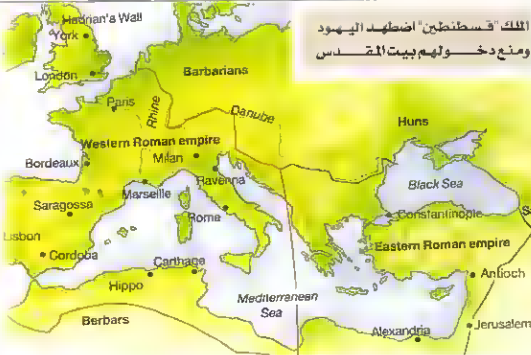 الملك "قسطنطين" اضطهد اليهود
ومنع دخولهم بيت المقدس
Hadrian's Wall
York
London
Barbarians
Paris
Rhine
Danube
Huns
Western Roman empire
Milan
Bordeaux
Ravenna
Black Sea
Marseille
Saragossa
Rome
Constantinople
Lisbon
Eastern Roman empire
Cordoba
Carthage
Antioch
Hippo
Mediterranean
Sea
Berbars
Alexandria
Jerusalem